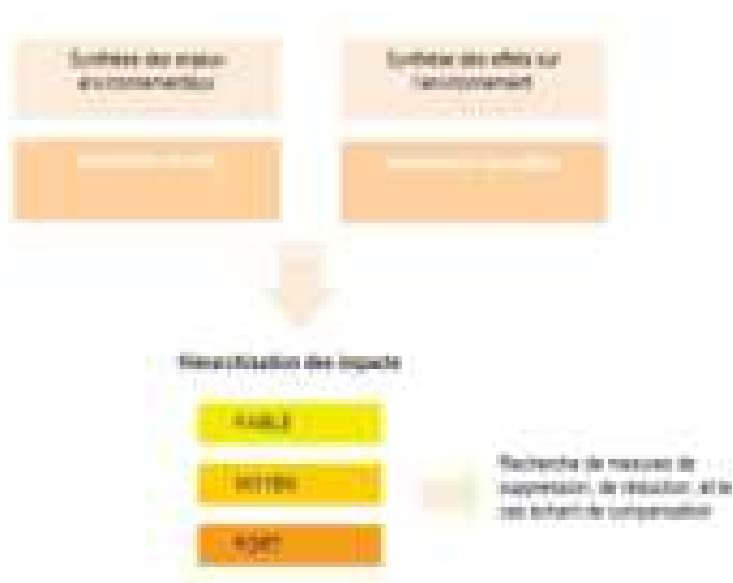 Synthèse des enjeux
environnementaux
Synthèse des effets sur
l'environnement
Hiérarchisation des impacts
FAIBLE
MOYEN
FORT
Recherche de mesures de
suppression, de réduction, et le
cas échéant de compensation